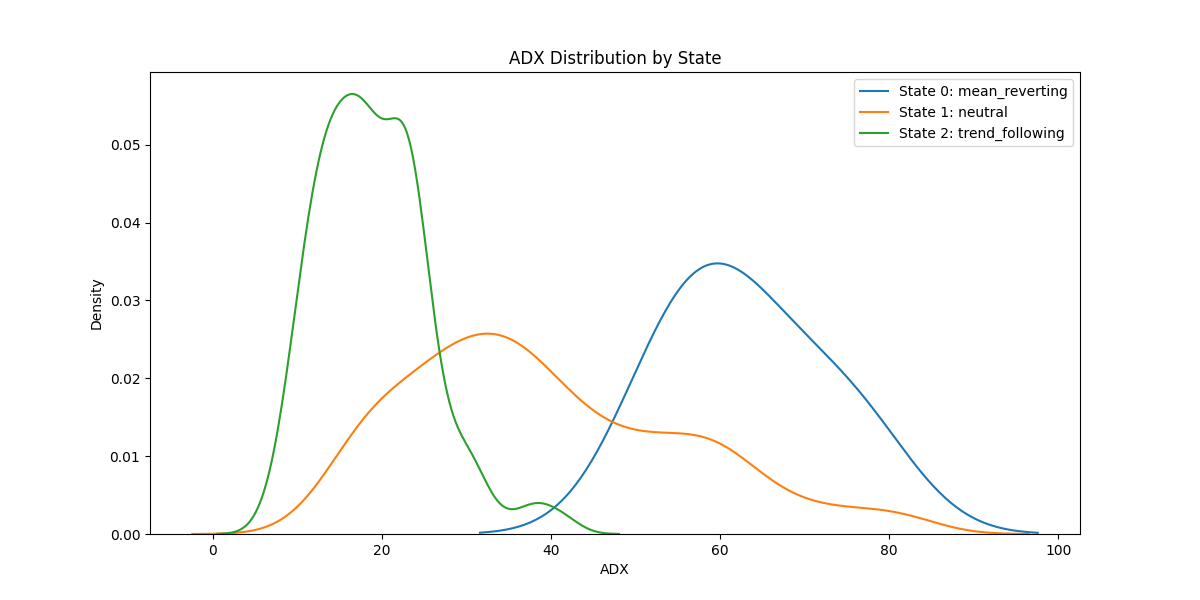 ADX Distribution by State
State 0: mean_reverting
State 1: neutral
State 2: trend_following
Density
0.05
0.04
0.03
0.02
0.01
0.00
0 20 40 60 80 100
ADX